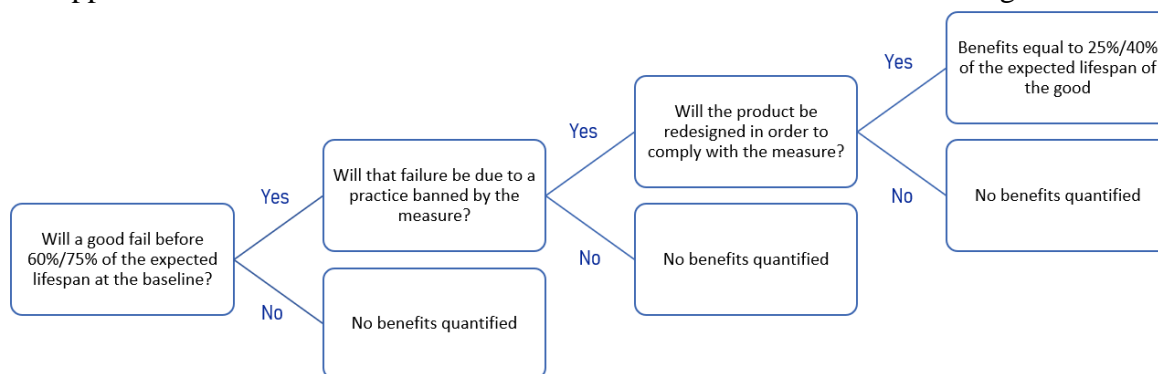 Benefits equal to 25%/40%
of the expected lifespan of
the good
Yes
Will the product be
redesigned in order to
comply with the measure?
Yes
Will that failure be due to a
practice banned by the
measure?
Yes
No
No benefits quantified
Will a good fail before
60%/75% of the expected
lifespan at the baseline?
No
No benefits quantified
No
No benefits quantified